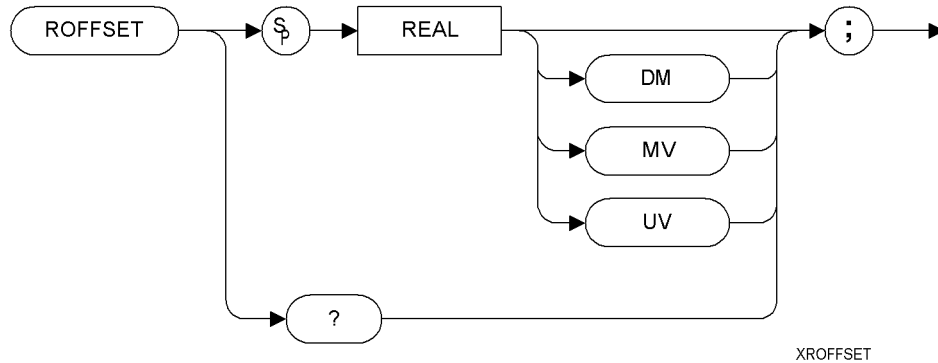 ROFFSET SP REAL ;
DM
MV
UV
?
XROFFSET